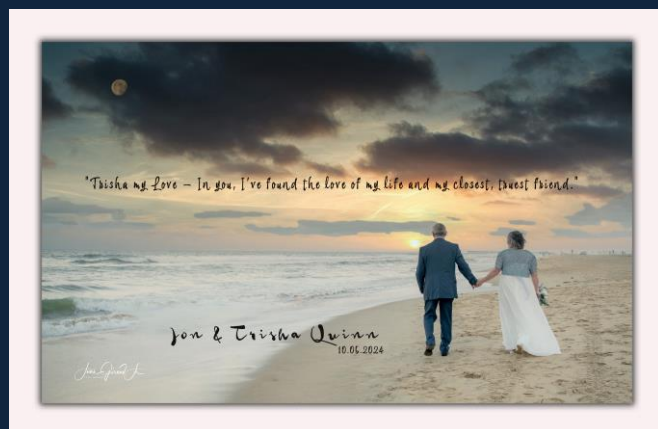 "Trisha my Love – In you, I've found the love of my life and my closest, truest friend."
Jon & Trisha Quinn
10.05.2024